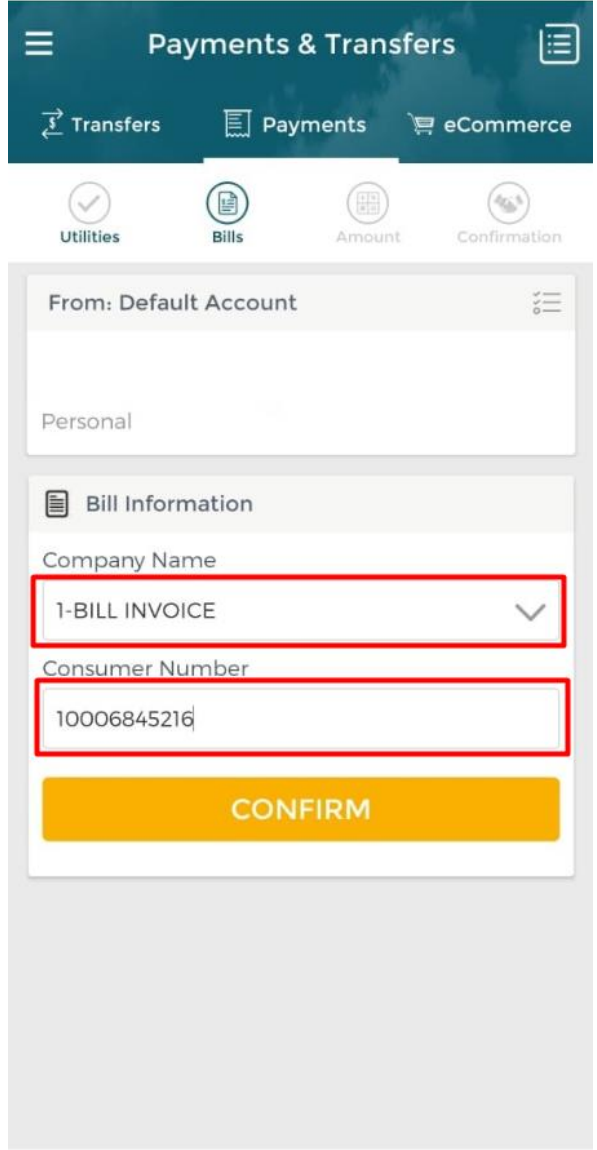 Payments & Transfers
Transfers Payments eCommerce
Utilities Bills Amount Confirmation
From: Default Account
Personal
Bill Information
Company Name
1-BILL INVOICE
Consumer Number
10006845216
CONFIRM